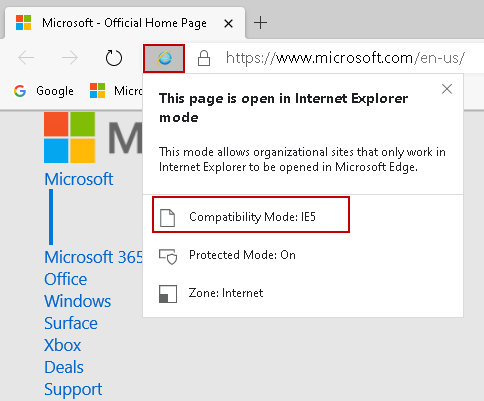 Microsoft - Official Home Page
https://www.microsoft.com/en-us/
Google
Micro
This page is open in Internet Explorer
mode
This mode allows organizational sites that only work in
Internet Explorer to be opened in Microsoft Edge.
Compatibility Mode: IE5
Protected Mode: On
Zone: Internet
M
Microsoft
Microsoft 365
Office
Windows
Surface
Xbox
Deals
Support